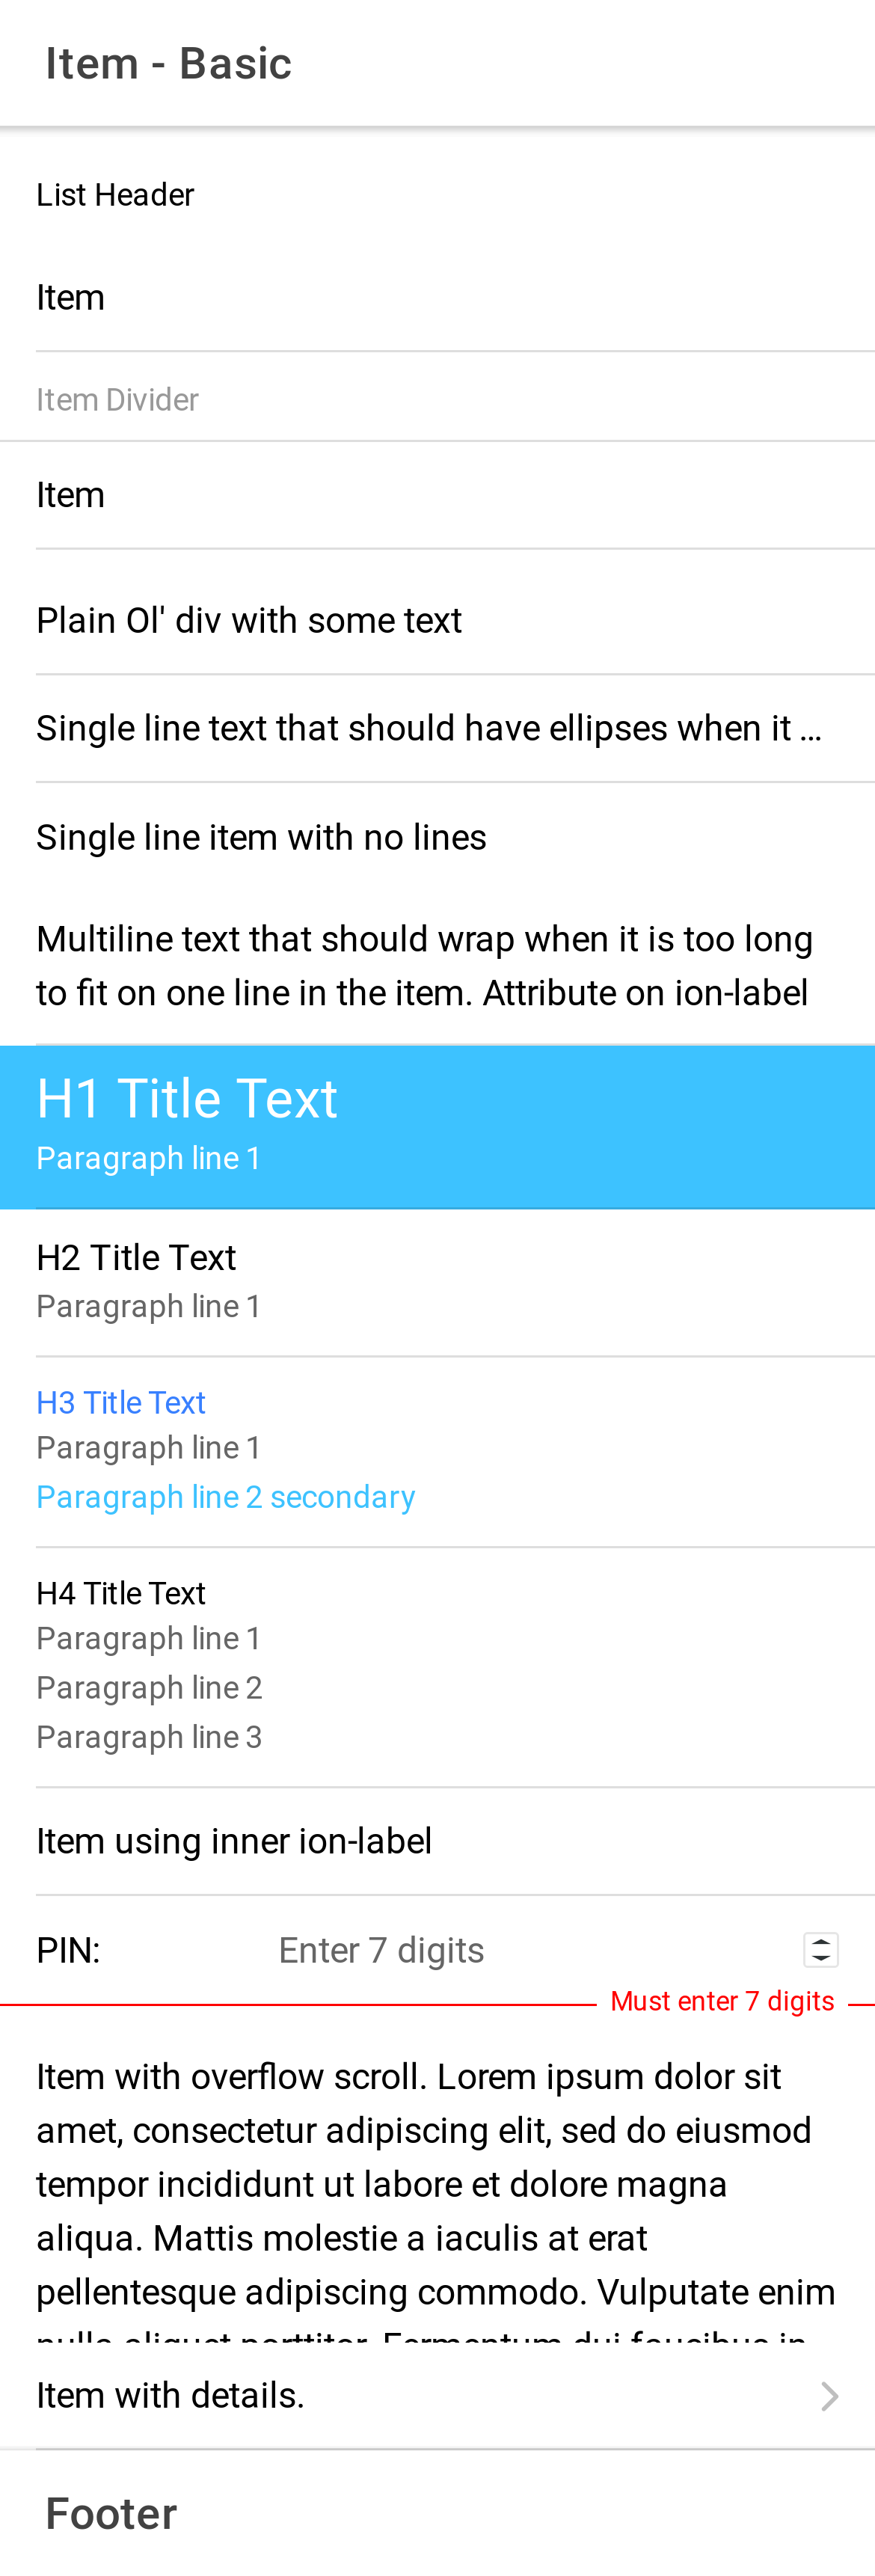 Item - Basic
List Header
Item
Item Divider
Item
Plain Ol' div with some text
Single line text that should have ellipses when it ...
Single line item with no lines
Multiline text that should wrap when it is too long
to fit on one line in the item. Attribute on ion-label
H1 Title Text
Paragraph line 1
H2 Title Text
Paragraph line 1
H3 Title Text
Paragraph line 1
Paragraph line 2 secondary
H4 Title Text
Paragraph line 1
Paragraph line 2
Paragraph line 3
Item using inner ion-label
PIN: Enter 7 digits
Must enter 7 digits
Item with overflow scroll. Lorem ipsum dolor sit
amet, consectetur adipiscing elit, sed do eiusmod
tempor incididunt ut labore et dolore magna
aliqua. Mattis molestie a iaculis at erat
pellentesque adipiscing commodo. Vulputate enim
nulla aliquet porttitor. Fermentum dui faucibus in
Item with details.
Footer